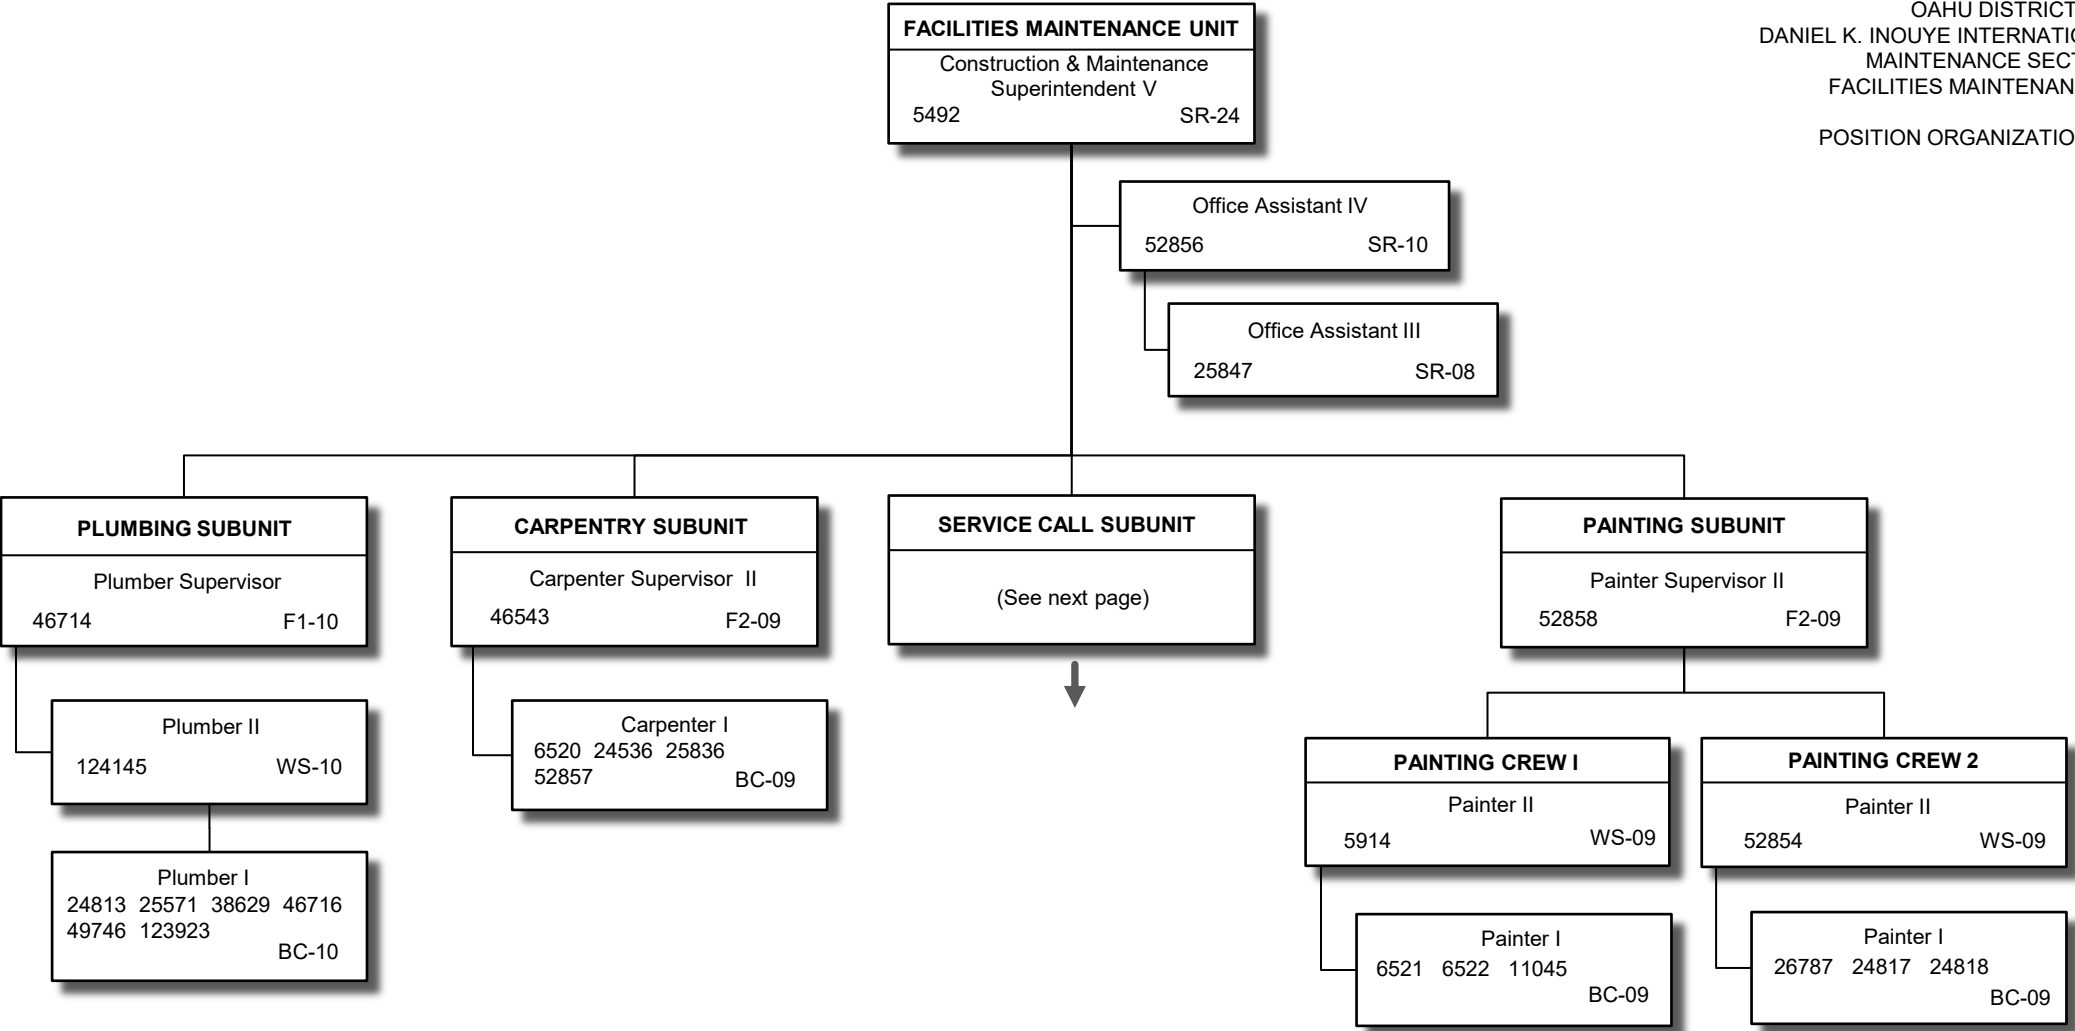 OAHU DISTRICT
DANIEL K. INOUYE
MAINTENANCE
FACILITIES
POSITION
FACILITIES MAINTENANCE UNIT
Construction & Maintenance
Superintendent V
5492 SR-24
Office Assistant IV
52856 SR-10
Office Assistant III
25847 SR-08
PLUMBING SUBUNIT
Plumber Supervisor
46714 F1-10
Plumber II
124145 WS-10
Plumber I
24813 25571 38629 46716
49746 123923
BC-10
CARPENTRY SUBUNIT
Carpenter Supervisor II
46543 F2-09
Carpenter I
6520 24536 25836
52857 BC-09
SERVICE CALL SUBUNIT
(See next page)
PAINTING SUBUNIT
Painter Supervisor II
52858 F2-09
PAINTING CREW I
Painter II
5914 WS-09
Painter I
6521 6522 11045
BC-09
PAINTING CREW 2
Painter II
52854 WS-09
Painter I
26787 24817 24818
BC-09